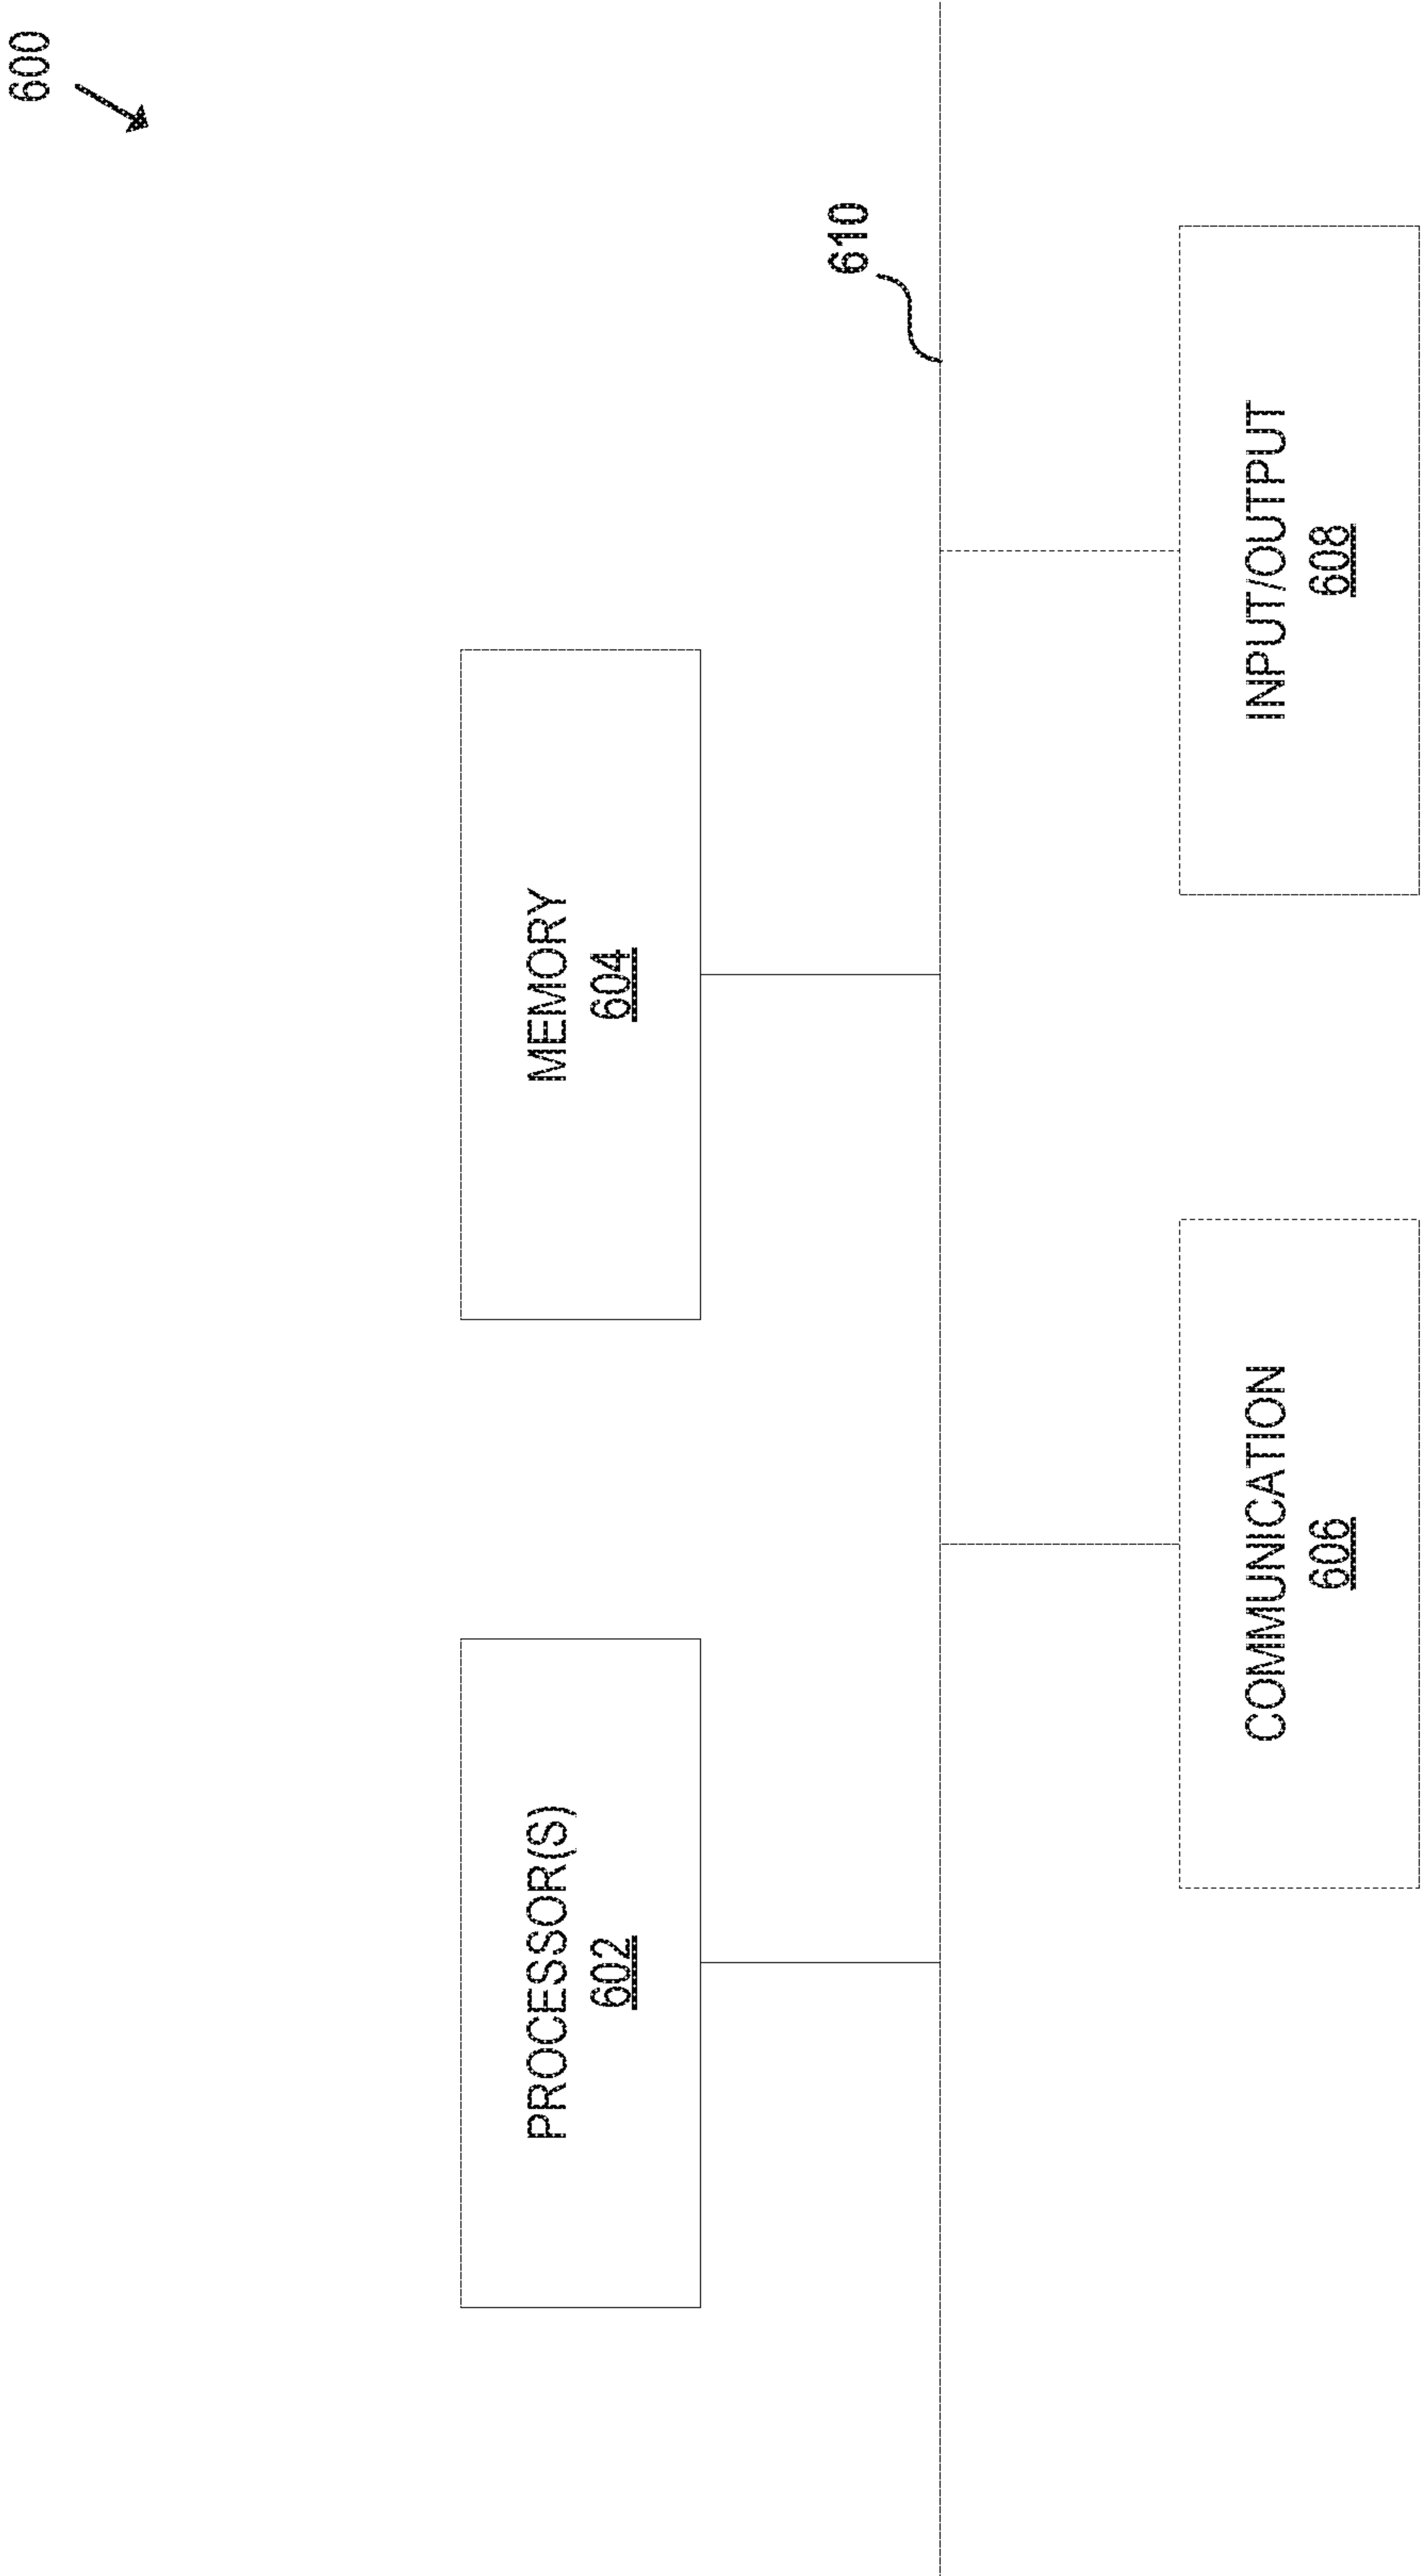 600
PROCESSOR(S)
602
MEMORY
604
610
COMMUNICATION
606
INPUT/OUTPUT
608